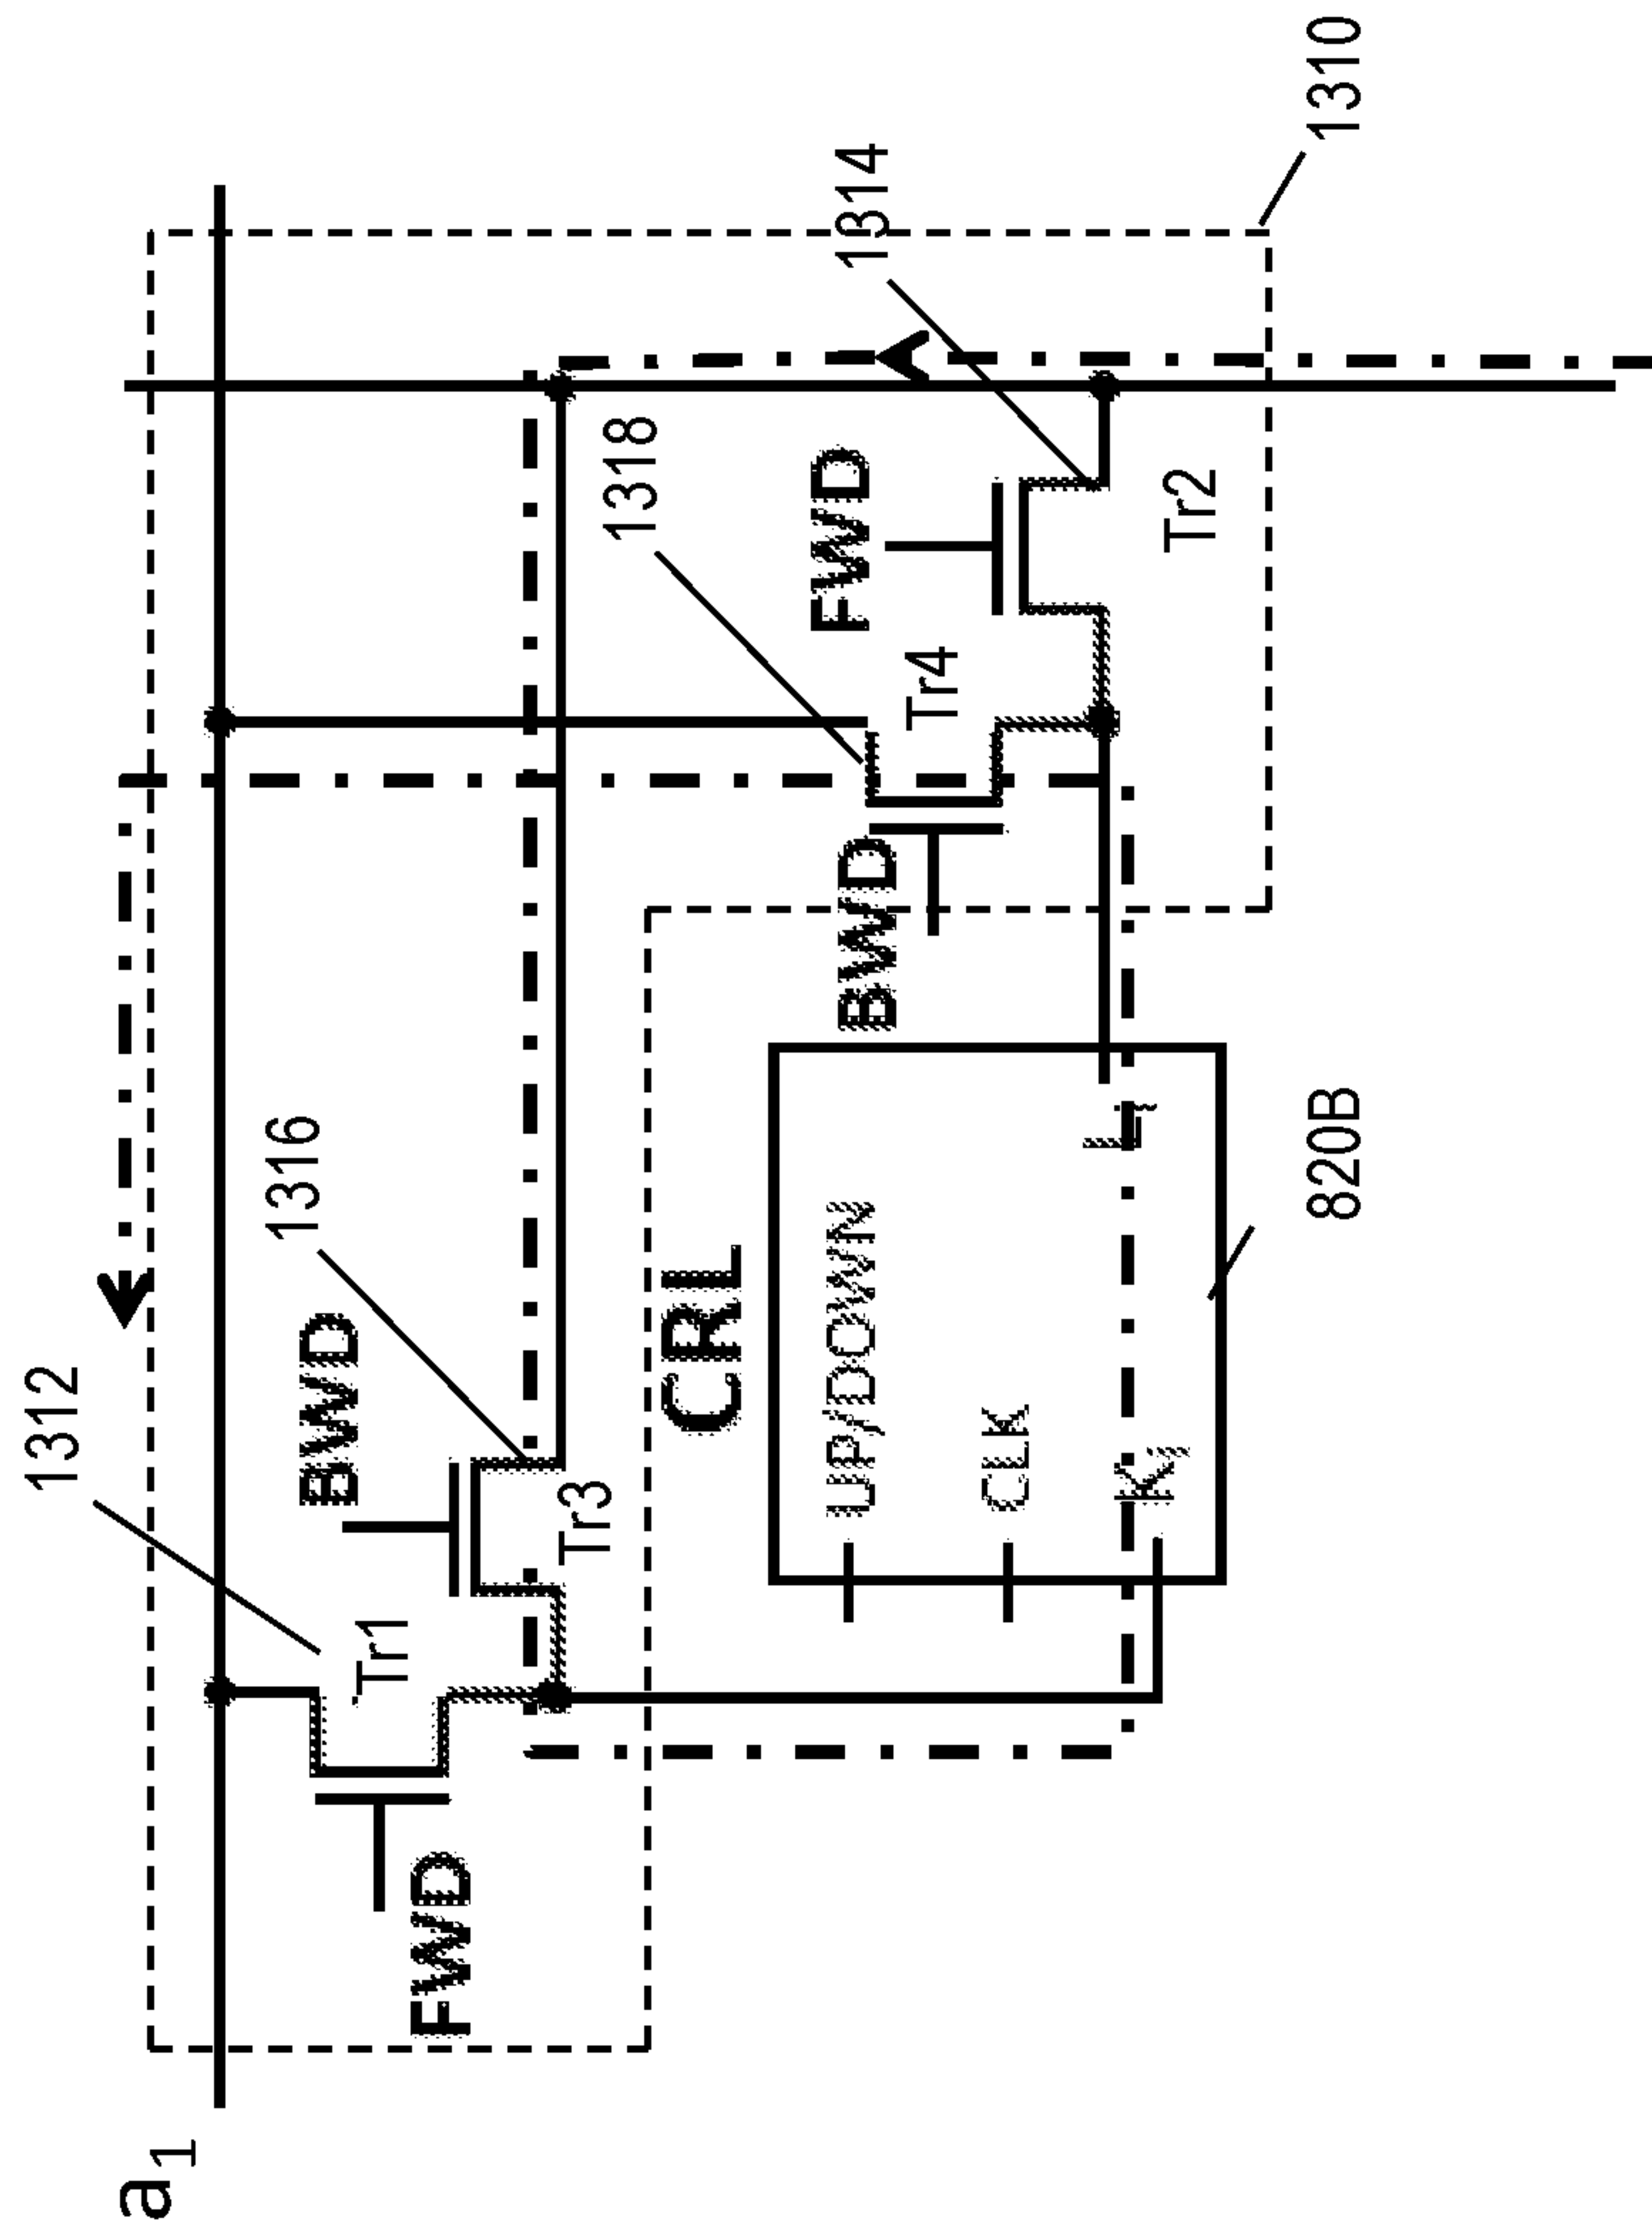 1312
a1
1316
BWD
Tr1
FWD
Tr3
1318
CRL
FWD
UP/DOWN
BWD
1314
Tr4
CLK
Kj
Li
Tr2
820B
1310